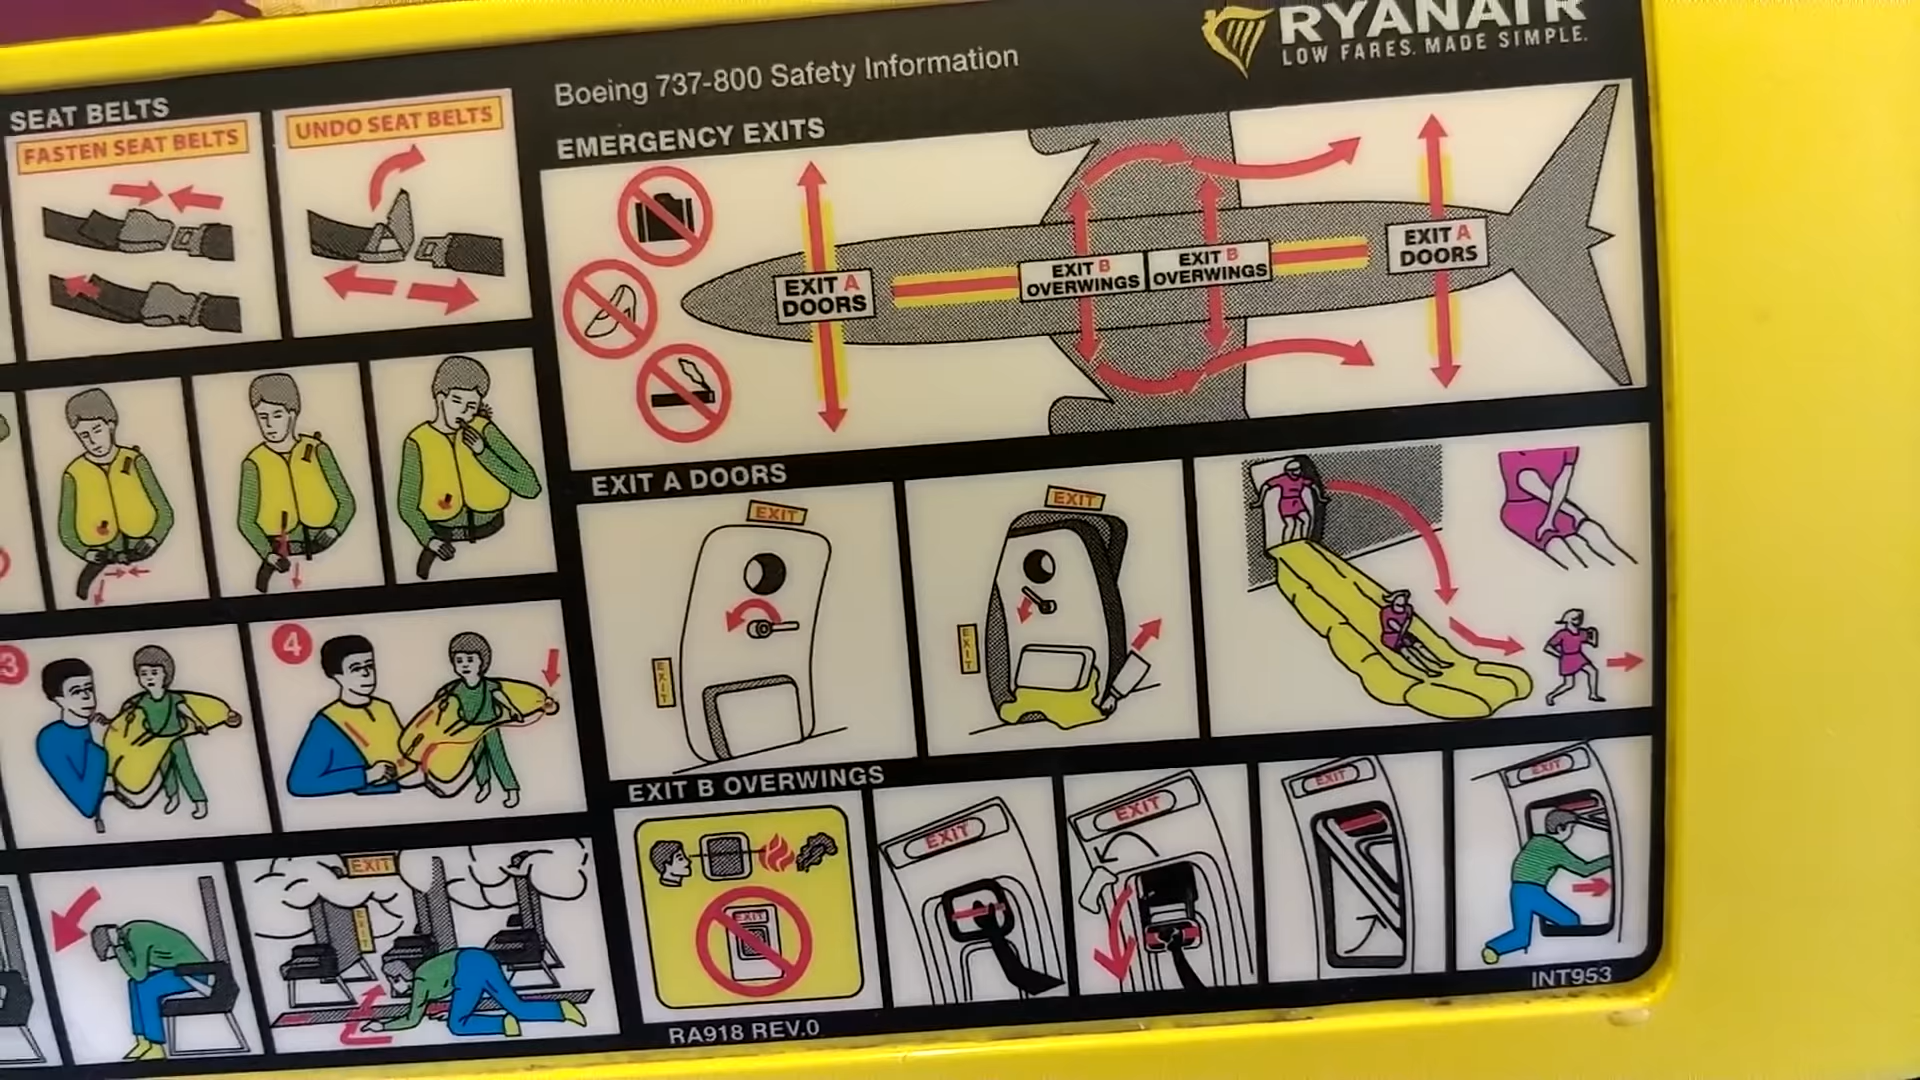 RYANAIR
LOW FARES. MADE SIMPLE.
Boeing 737-800 Safety Information
SEAT BELTS
FASTEN SEAT BELTS
UNDO SEAT BELTS
EMERGENCY EXITS
EXIT A
DOORS
EXIT B
OVERWINGS
EXIT B
OVERWINGS
EXIT A
DOORS
EXIT A DOORS
EXIT
EXIT
EXIT
EXIT
3
4
EXIT B OVERWINGS
EXIT
EXIT
EXIT
EXIT
EXIT
EXIT
EXIT
INT953
RA918 REV.0